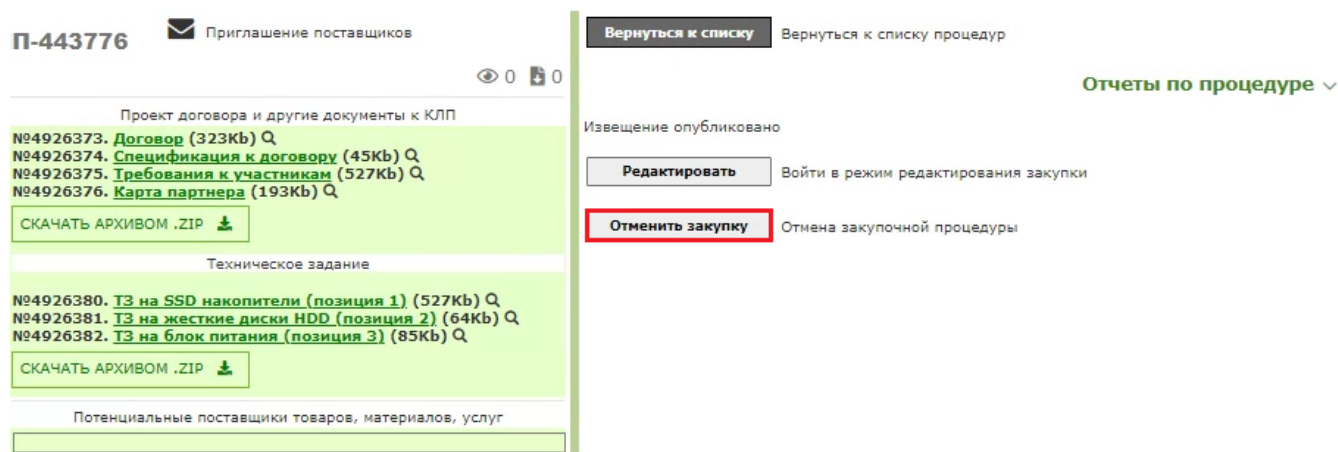 П-443776
Приглашение поставщиков
0 0
Проект договора и другие документы к КЛП
№4926373. Договор (323Kb)
№4926374. Спецификация к договору (45Kb)
№4926375. Требования к участникам (527Kb)
№4926376. Карта партнера (193Kb)
СКАЧАТЬ АРХИВОМ .ZIP
Техническое задание
№4926380. ТЗ на SSD накопители (позиция 1) (527Kb)
№4926381. ТЗ на жесткие диски HDD (позиция 2) (64Kb)
№4926382. ТЗ на блок питания (позиция 3) (85Kb)
СКАЧАТЬ АРХИВОМ .ZIP
Потенциальные поставщики товаров, материалов, услуг
Вернуться к списку Вернуться к списку процедур
Отчеты по процедуре
Извещение опубликовано
Редактировать Войти в режим редактирования закупки
Отменить закупку Отмена закупочной процедуры